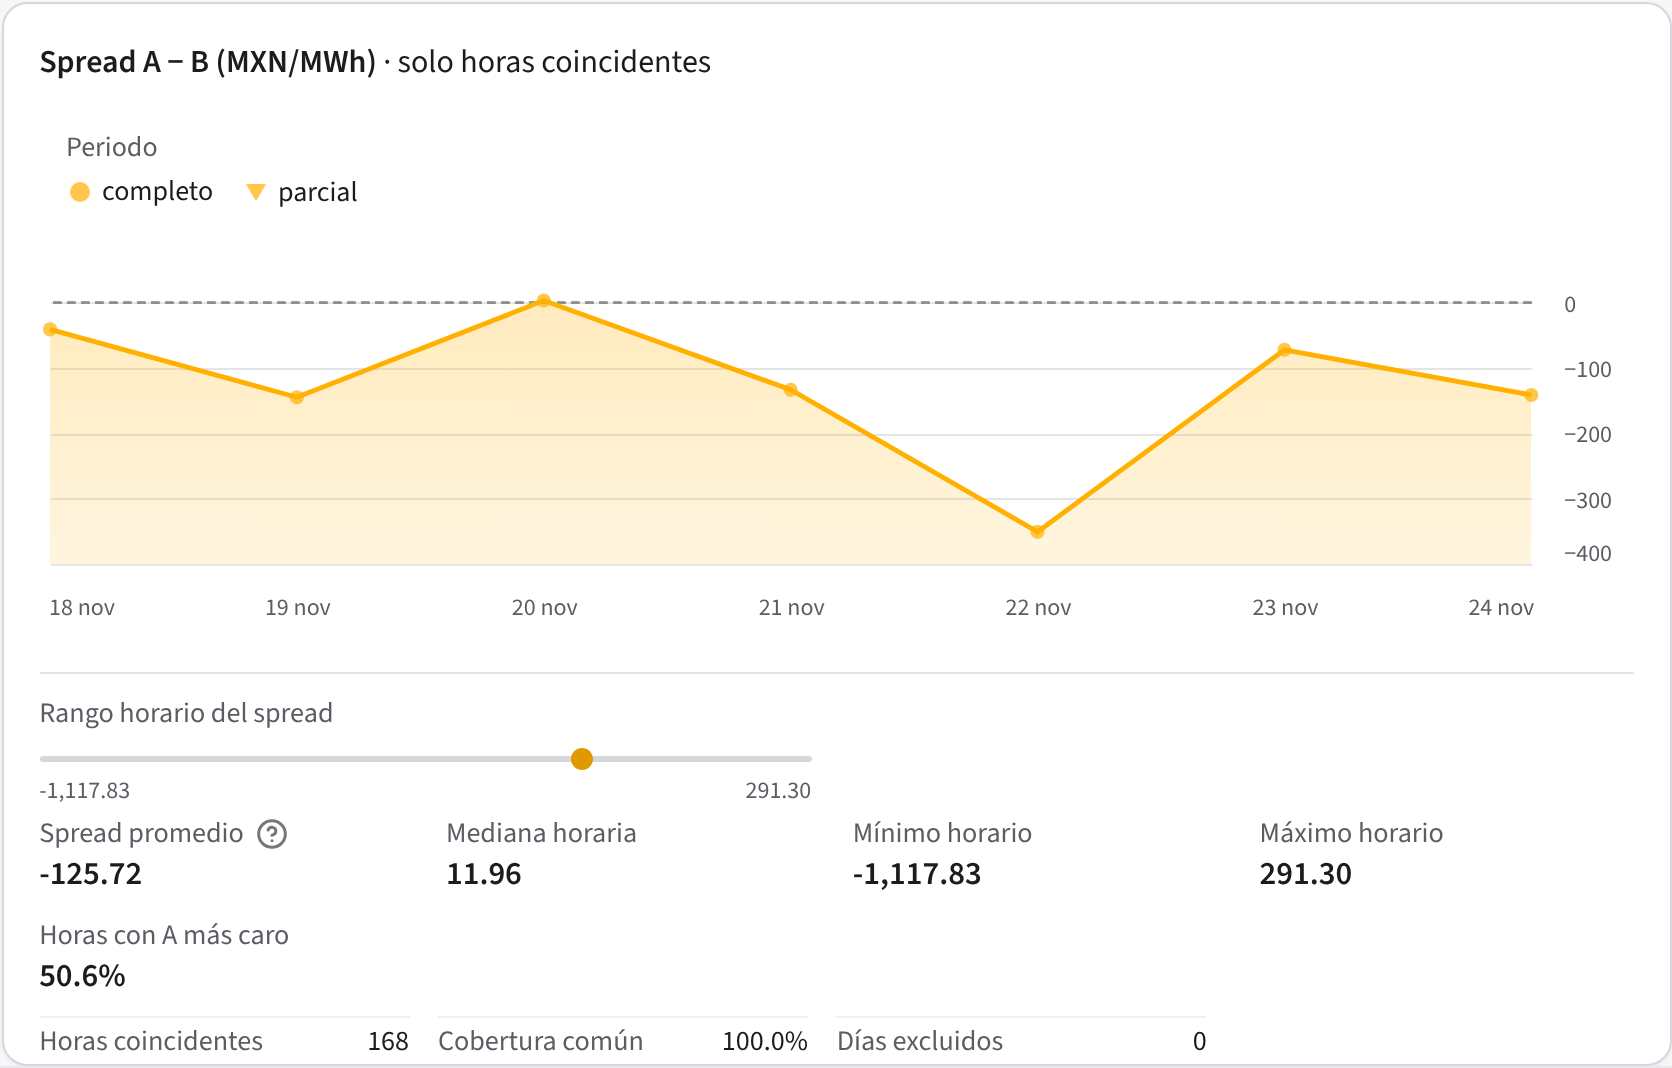 Spread A − B (MXN/MWh) · solo horas coincidentes
Periodo
completo parcial
0
−100
−200
−300
−400
18 nov 19 nov 20 nov 21 nov 22 nov 23 nov 24 nov
Rango horario del spread
-1,117.83 291.30
Spread promedio ? Mediana horaria Mínimo horario Máximo horario
-125.72 11.96 -1,117.83 291.30
Horas con A más caro
50.6%
Horas coincidentes 168 Cobertura común 100.0% Días excluidos 0